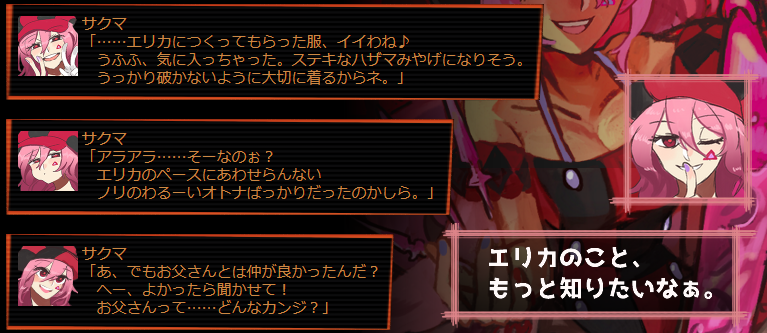 サクマ
「……エリカにつくってもらった服、イイわね♪
うふふ、気に入っちゃった。ステキなハザマみやげになりそう。
うっかり破かないように大切に着るからネ。」
サクマ
「アラアラ……そーなのぉ？
エリカのペースにあわせらんない
ノリのわるーいオトナばっかりだったのかしら。」
サクマ
「あ、でもお父さんとは仲が良かったんだ？
へー、よかったら聞かせて！
お父さんって……どんなカンジ？」
エリカのこと、
もっと知りたいなぁ。